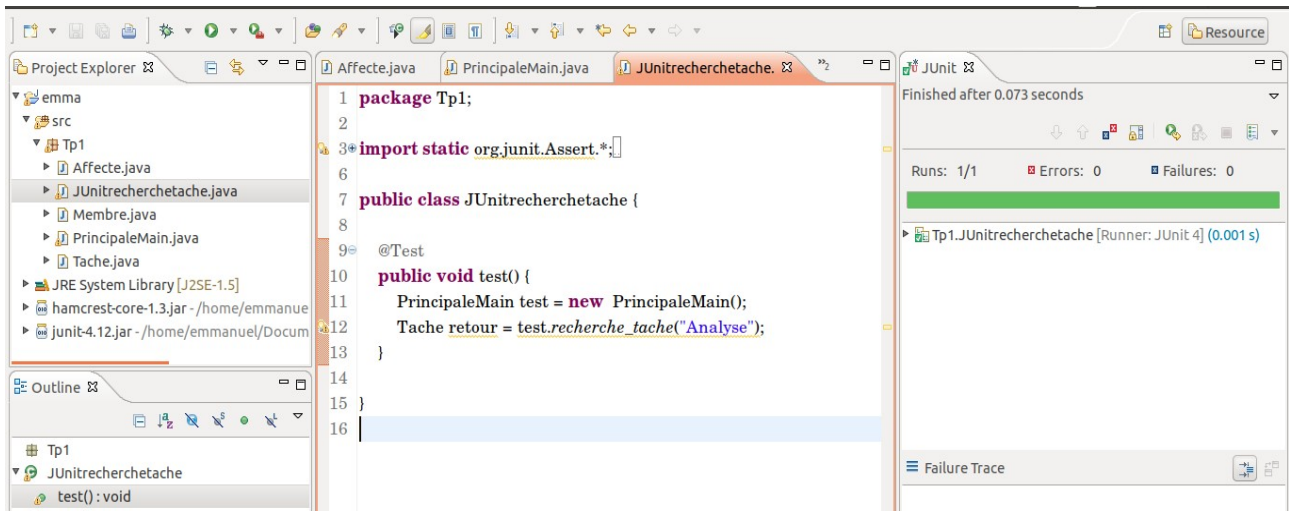 Resource
Project Explorer
emma
src
Tp1
Affecte.java
JUnitrecherchetache.java
Membre.java
PrincipaleMain.java
Tache.java
JRE System Library [J2SE-1.5]
hamcrest-core-1.3.jar - /home/emmanue
junit-4.12.jar - /home/emmanuel/Docum
Outline
Tp1
JUnitrecherchetache
test() : void
Affecte.java PrincipaleMain.java JUnitrecherchetache. »2
1 package Tp1;
2
3 import static org.junit.Assert.*;
6
7 public class JUnitrecherchetache {
8
9 @Test
10 public void test() {
11 PrincipaleMain test = new PrincipaleMain();
12 Tache retour = test.recherche_tache("Analyse");
13 }
14
15 }
16
JUnit
Finished after 0.073 seconds
Runs: 1/1 Errors: 0 Failures: 0
Tp1.JUnitrecherchetache [Runner: JUnit 4] (0.001 s)
Failure Trace